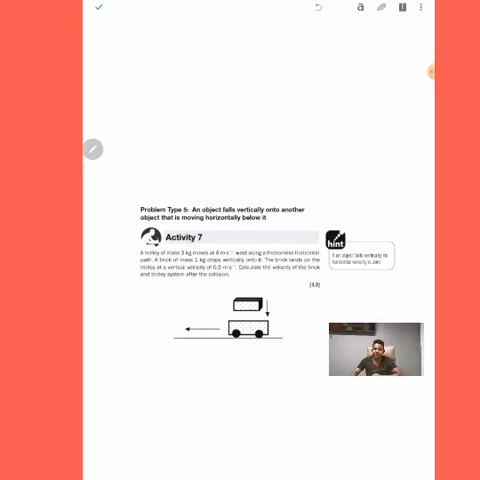 a
Problem Type 5: An object falls vertically onto another
object that is moving horizontally below it
Activity 7
hint
If an object falls vertically, its
horizontal velocity is zero.
A trolley of mass 3 kg moves at 4 m·s⁻¹, west along a frictionless horizontal
path. A brick of mass 1 kg drops vertically onto it. The brick lands on the
trolley at a vertical velocity of 0,5 m·s⁻¹. Calculate the velocity of the brick
and trolley system after the collision.
[13]